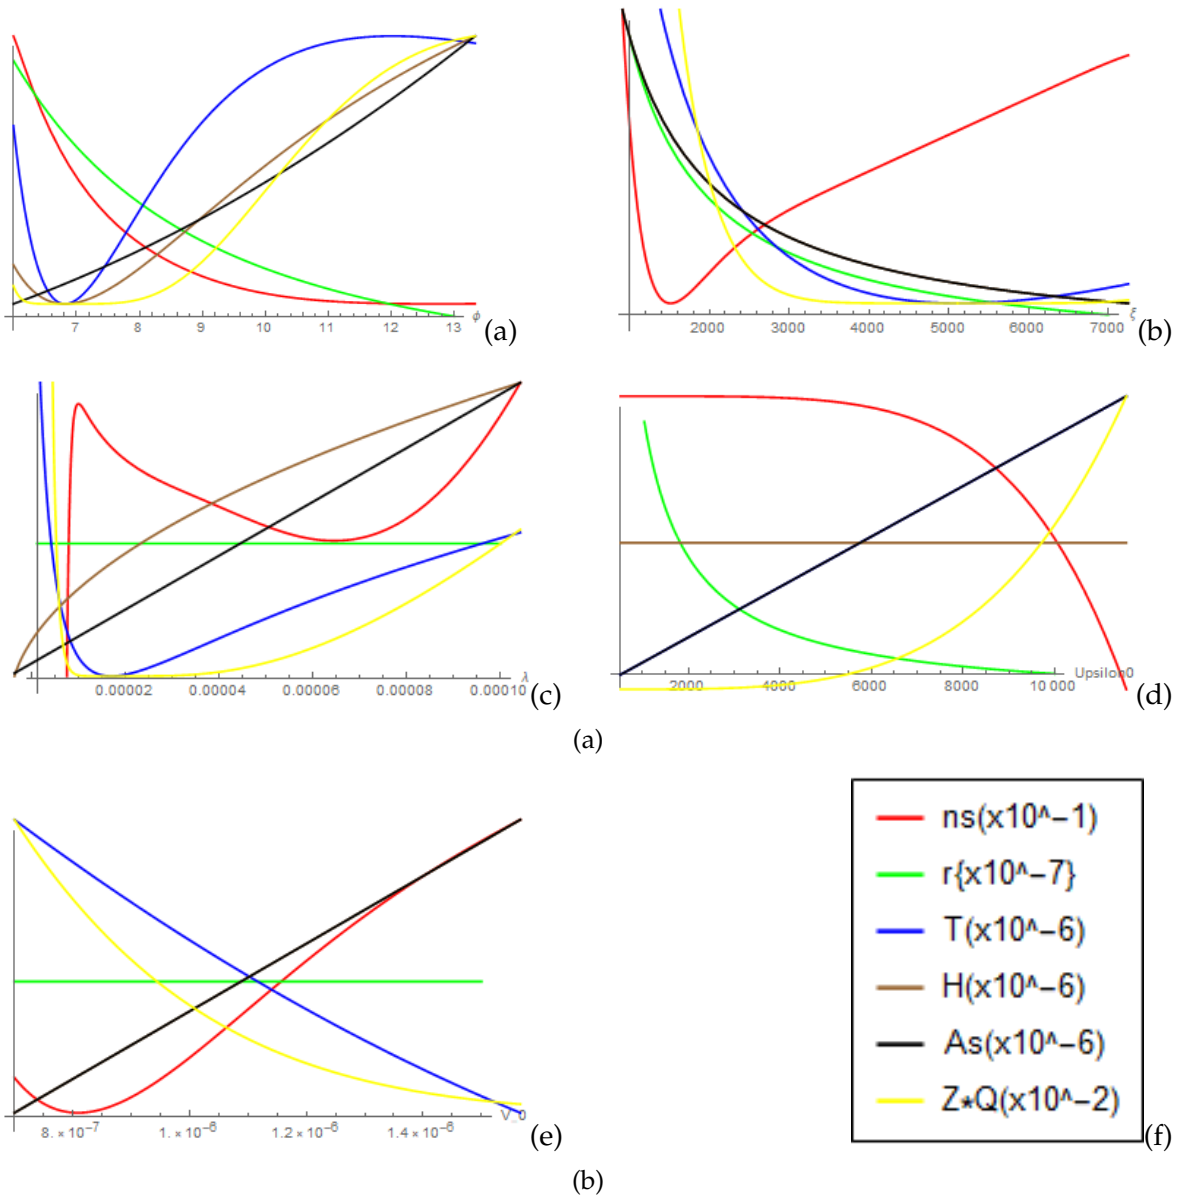 7 8 9 10 11 12 13 ϕ (a)
2000 3000 4000 5000 6000 7000 ξ (b)
0.00002 0.00004 0.00006 0.00008 0.00010 λ (c)
2000 4000 6000 8000 10 000 Upsilon0 (d)
(a)
8. × 10^-7 1. × 10^-6 1.2 × 10^-6 1.4 × 10^-6 V_0 (e)
ns(x10^-1)
r{x10^-7}
T(x10^-6)
H(x10^-6)
As(x10^-6)
Z*Q(x10^-2)
(f)
(b)